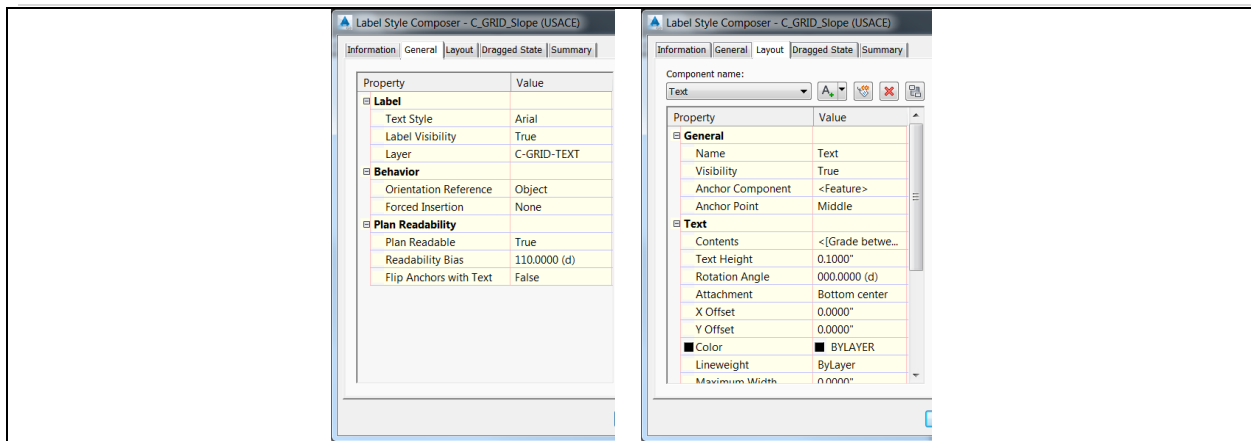 Label Style Composer - C_GRID_Slope (USACE)
Information General Layout Dragged State Summary
Property Value
Label
Text Style Arial
Label Visibility True
Layer C-GRID-TEXT
Behavior
Orientation Reference Object
Forced Insertion None
Plan Readability
Plan Readable True
Readability Bias 110.0000 (d)
Flip Anchors with Text False
Label Style Composer - C_GRID_Slope (USACE)
Information General Layout Dragged State Summary
Component name:
Text
Property Value
General
Name Text
Visibility True
Anchor Component <Feature>
Anchor Point Middle
Text
Contents <[Grade betwe...
Text Height 0.1000"
Rotation Angle 000.0000 (d)
Attachment Bottom center
X Offset 0.0000"
Y Offset 0.0000"
Color BYLAYER
Lineweight ByLayer
Maximum Width 0.0000"